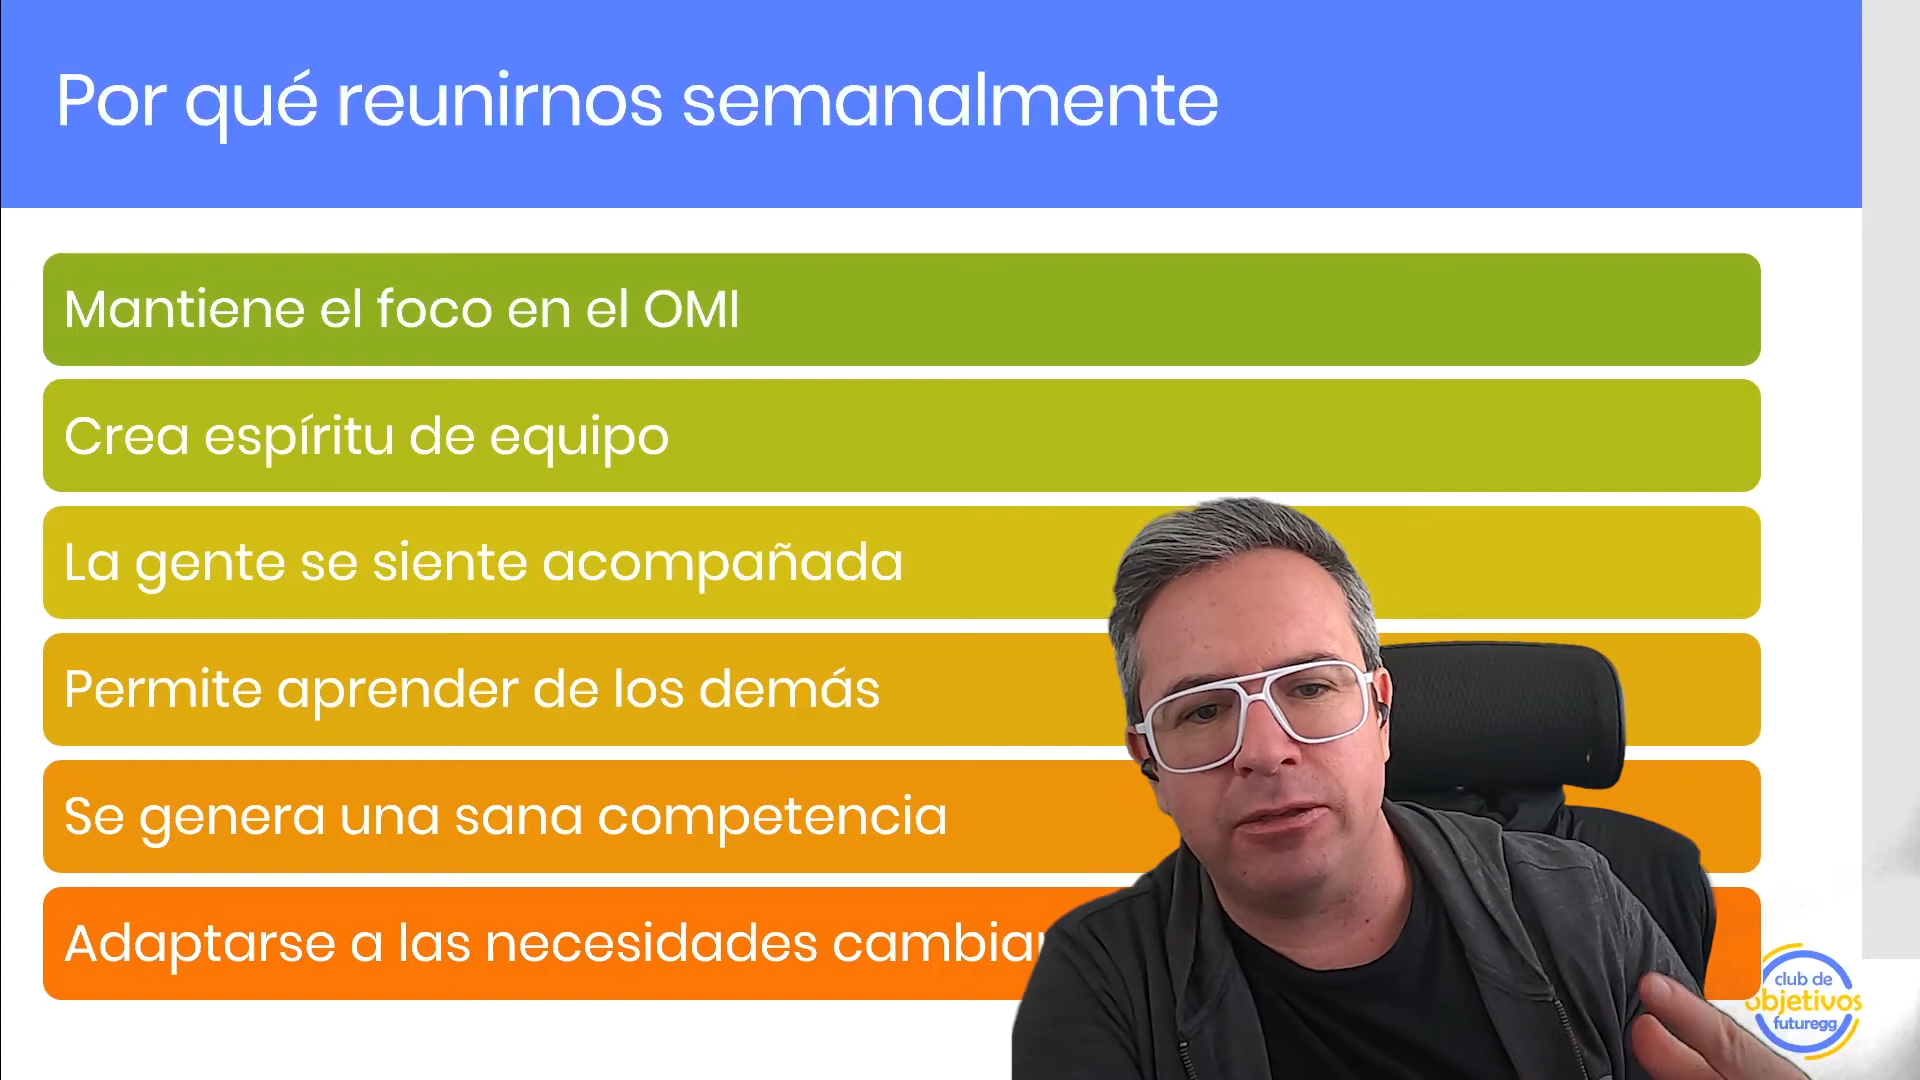 Por qué reunirnos semanalmente
Mantiene el foco en el OMI
Crea espíritu de equipo
La gente se siente acompañada
Permite aprender de los demás
Se genera una sana competencia
Adaptarse a las necesidades
club de
objetivos
futuregg